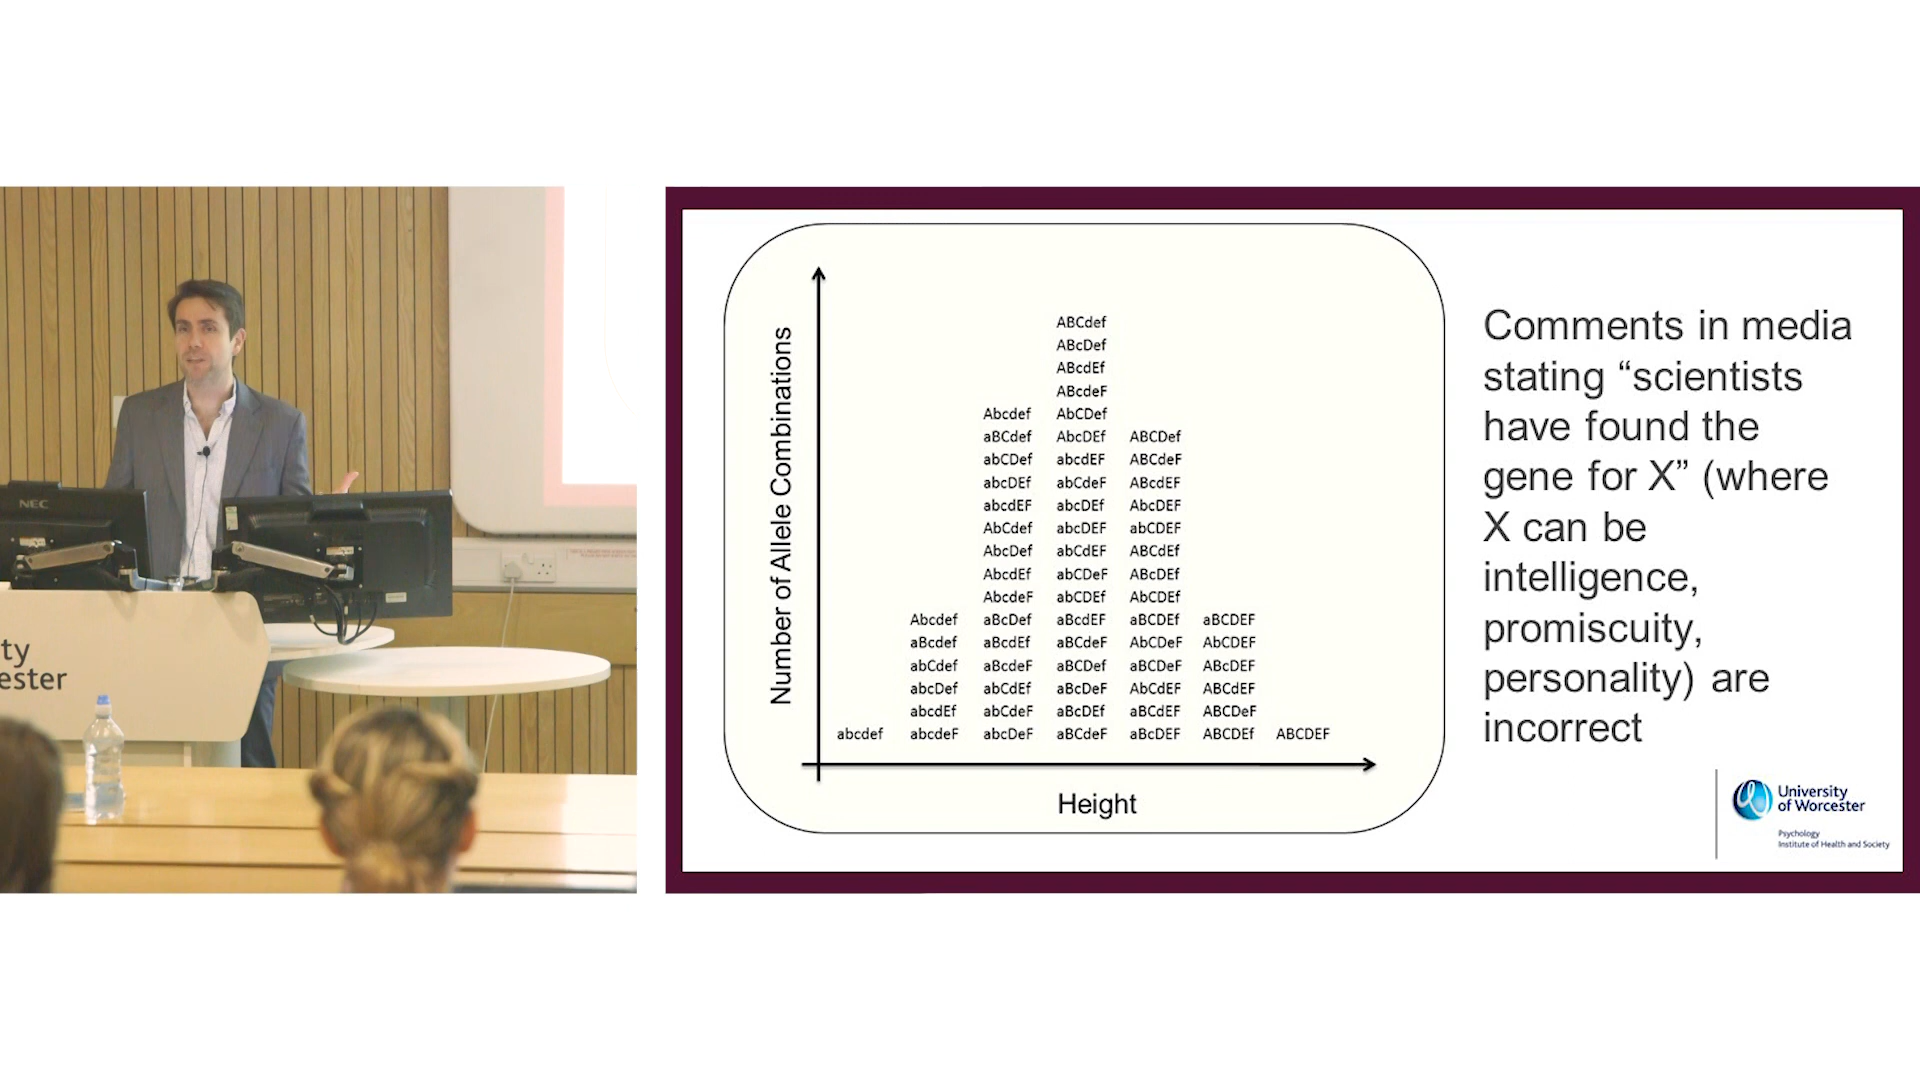 NEC
ty
ester
Number of Allele Combinations
ABCdef
ABcDef
ABcdEf
ABcdeF
Abcdef AbCDef
aBCdef AbcDEf ABCDef
abCDef abcdEF ABCdeF
abcDEf abCdeF ABcdEF
abcdEF abcDEf AbcDEF
AbCdef abcDEF abCDEF
AbcDef abCdEF ABCdEf
AbcdEf abCDeF ABcDEf
AbcdeF abCDEf AbCDEf
Abcdef aBcDef aBcdEF aBCDEf aBCDEF
aBcdef aBcdEf aBCdeF AbCDeF AbCDEF
abCdef aBcdeF aBCDef aBCDeF ABcDEF
abcDef abCdEf aBcDeF AbCdEF ABCdEF
abcdEf abCdeF aBcDEf aBCdEF ABCDeF
abcdef abcdeF abcDeF aBCdeF aBcDEF ABCDEf ABCDEF
Height
Comments in media
stating “scientists
have found the
gene for X” (where
X can be
intelligence,
promiscuity,
personality) are
incorrect
University
of Worcester
Psychology
Institute of Health and Society